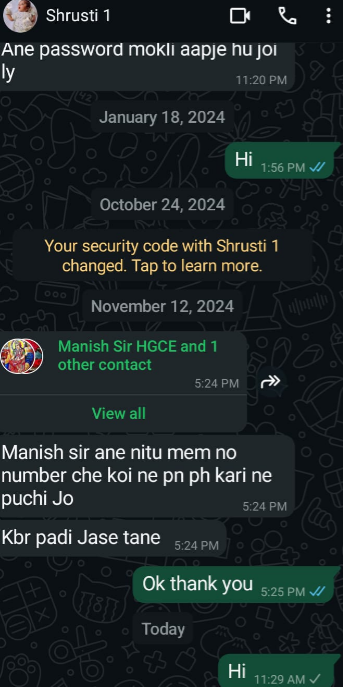 Shrusti 1
Ane password mokli aapje hu joi
ly
11:20 PM
January 18, 2024
Hi 1:56 PM
October 24, 2024
Your security code with Shrusti 1
changed. Tap to learn more.
November 12, 2024
Manish Sir HGCE and 1
other contact
5:24 PM
View all
Manish sir ane nitu mem no
number che koi ne pn ph kari ne
puchi Jo
5:24 PM
Kbr padi Jase tane 5:24 PM
Ok thank you 5:25 PM
Today
Hi 11:29 AM